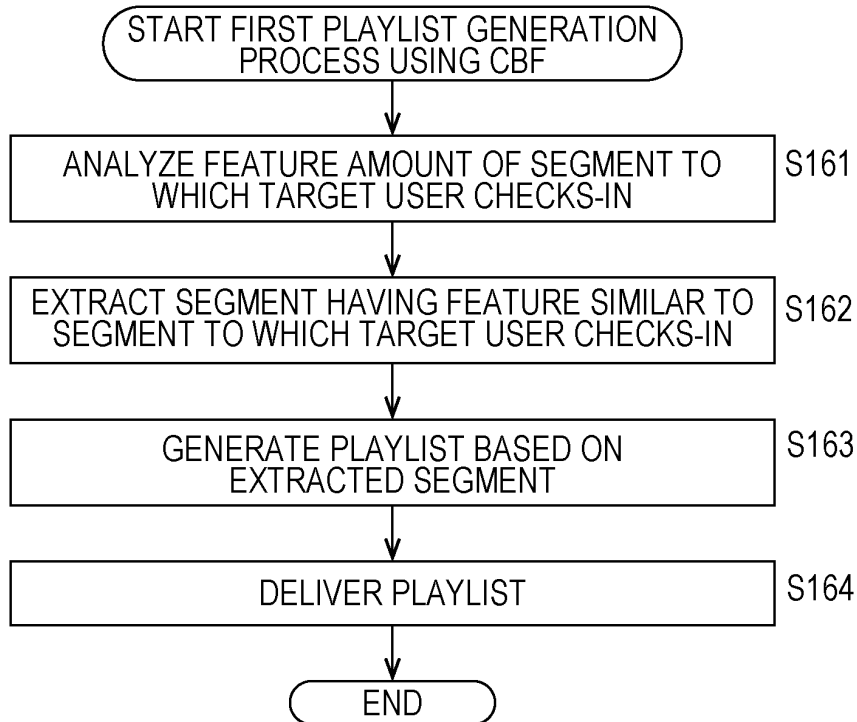 START FIRST PLAYLIST GENERATION
PROCESS USING CBF
ANALYZE FEATURE AMOUNT OF SEGMENT TO
WHICH TARGET USER CHECKS-IN
S161
EXTRACT SEGMENT HAVING FEATURE SIMILAR TO
SEGMENT TO WHICH TARGET USER CHECKS-IN
S162
GENERATE PLAYLIST BASED ON
EXTRACTED SEGMENT
S163
DELIVER PLAYLIST
S164
END